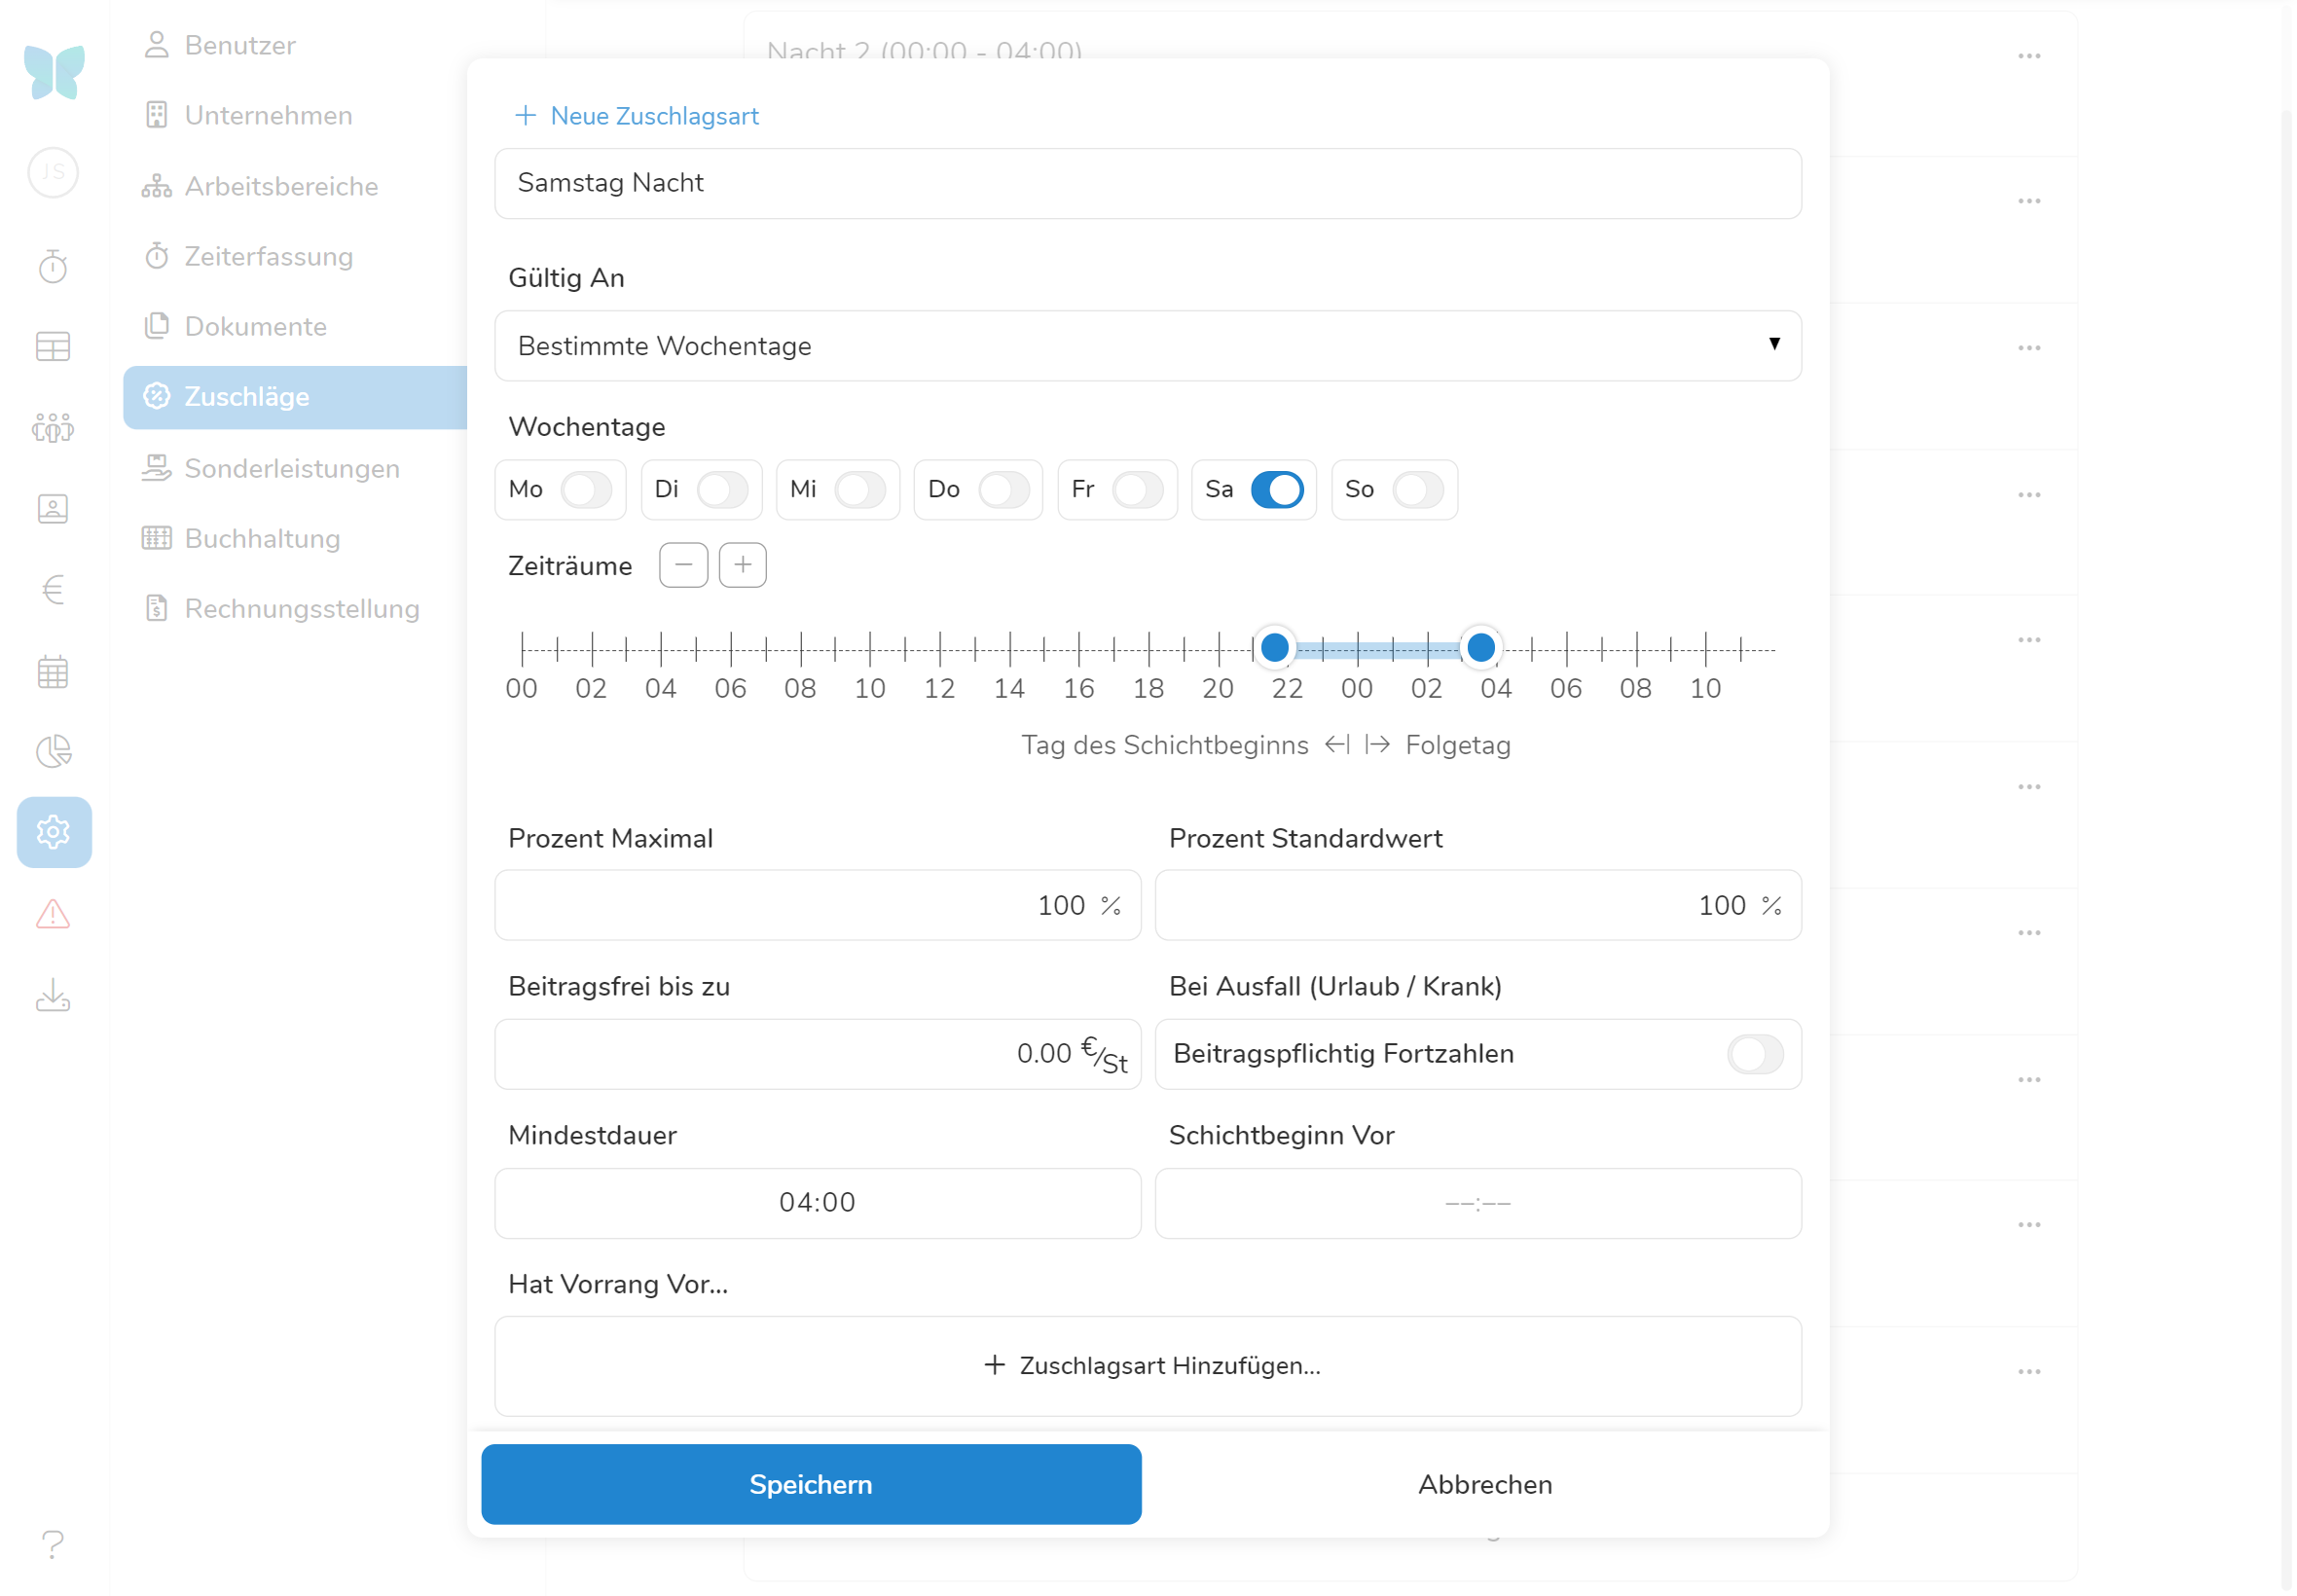 Nacht 2 (00:00 - 04:00)
JS
Benutzer
Unternehmen
Arbeitsbereiche
Zeiterfassung
Dokumente
Zuschläge
Sonderleistungen
Buchhaltung
Rechnungsstellung
Neue Zuschlagsart
Samstag Nacht
Gültig An
Bestimmte Wochentage
Wochentage
Mo Di Mi Do Fr Sa So
Zeiträume
00 02 04 06 08 10 12 14 16 18 20 22 00 02 04 06 08 10
Tag des Schichtbeginns Folgetag
Prozent Maximal Prozent Standardwert
100 % 100 %
Beitragsfrei bis zu Bei Ausfall (Urlaub / Krank)
0.00 €/St Beitragspflichtig Fortzahlen
Mindestdauer Schichtbeginn Vor
04:00 --:--
Hat Vorrang Vor...
+ Zuschlagsart Hinzufügen...
Speichern Abbrechen